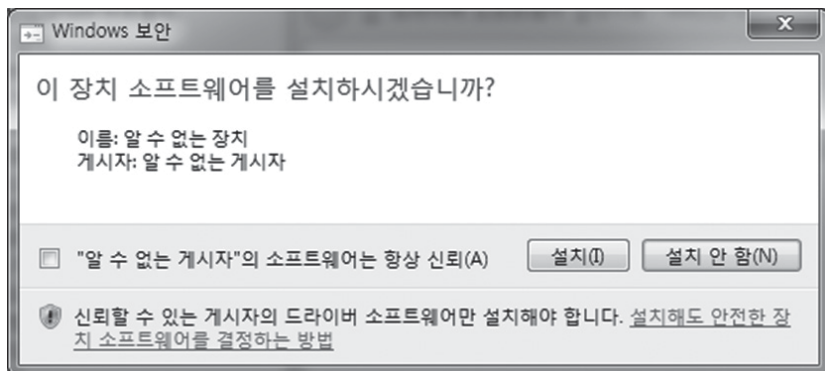 Windows 보안
이 장치 소프트웨어를 설치하시겠습니까?
이름: 알 수 없는 장치
게시자: 알 수 없는 게시자
"알 수 없는 게시자"의 소프트웨어는 항상 신뢰(A)
설치(I)
설치 안 함(N)
신뢰할 수 있는 게시자의 드라이버 소프트웨어만 설치해야 합니다. 설치해도 안전한 장
치 소프트웨어를 결정하는 방법